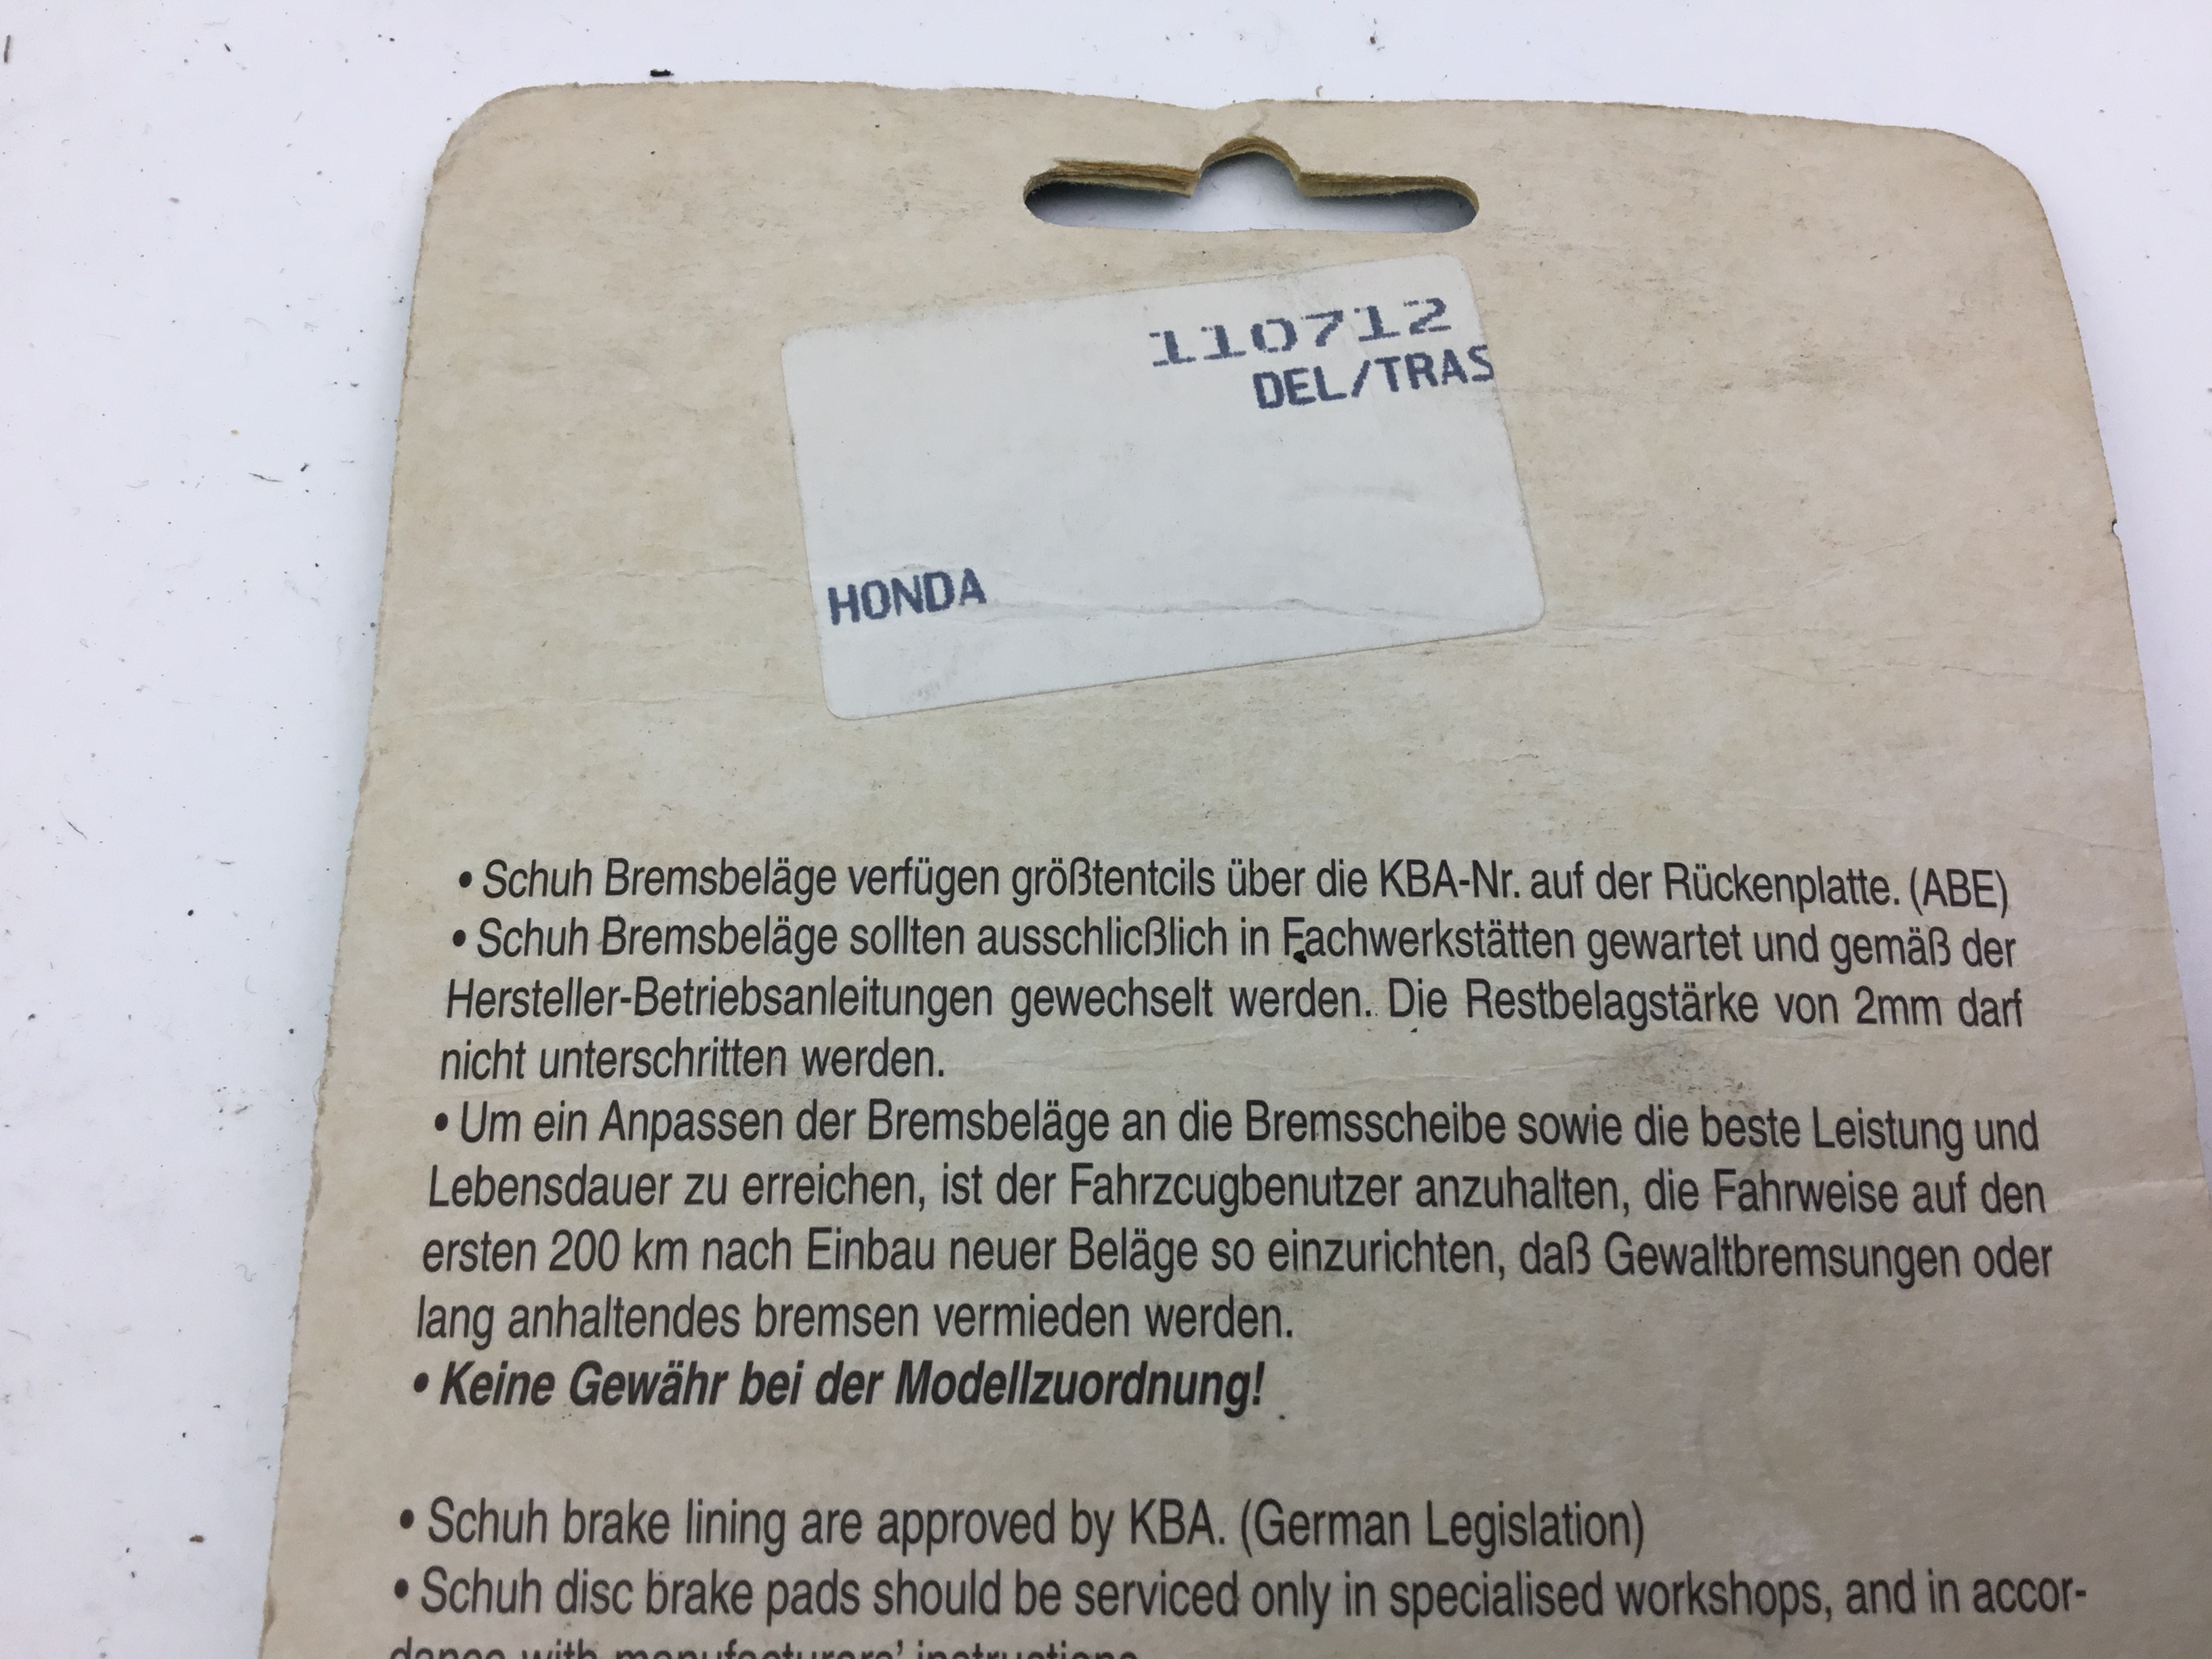 110712
DEL/TRAS
HONDA
• Schuh Bremsbeläge verfügen größtentcils über die KBA-Nr. auf der Rückenplatte. (ABE)
• Schuh Bremsbeläge sollten ausschlicßlich in Fachwerkstätten gewartet und gemäß der
Hersteller-Betriebsanleitungen gewechselt werden. Die Restbelagstärke von 2mm darf
nicht unterschritten werden.
• Um ein Anpassen der Bremsbeläge an die Bremsscheibe sowie die beste Leistung und
Lebensdauer zu erreichen, ist der Fahrzcugbenutzer anzuhalten, die Fahrweise auf den
ersten 200 km nach Einbau neuer Beläge so einzurichten, daß Gewaltbremsungen oder
lang anhaltendes bremsen vermieden werden.
• Keine Gewähr bei der Modellzuordnung!
• Schuh brake lining are approved by KBA. (German Legislation)
• Schuh disc brake pads should be serviced only in specialised workshops, and in accor-
dance with manufacturers' instructions